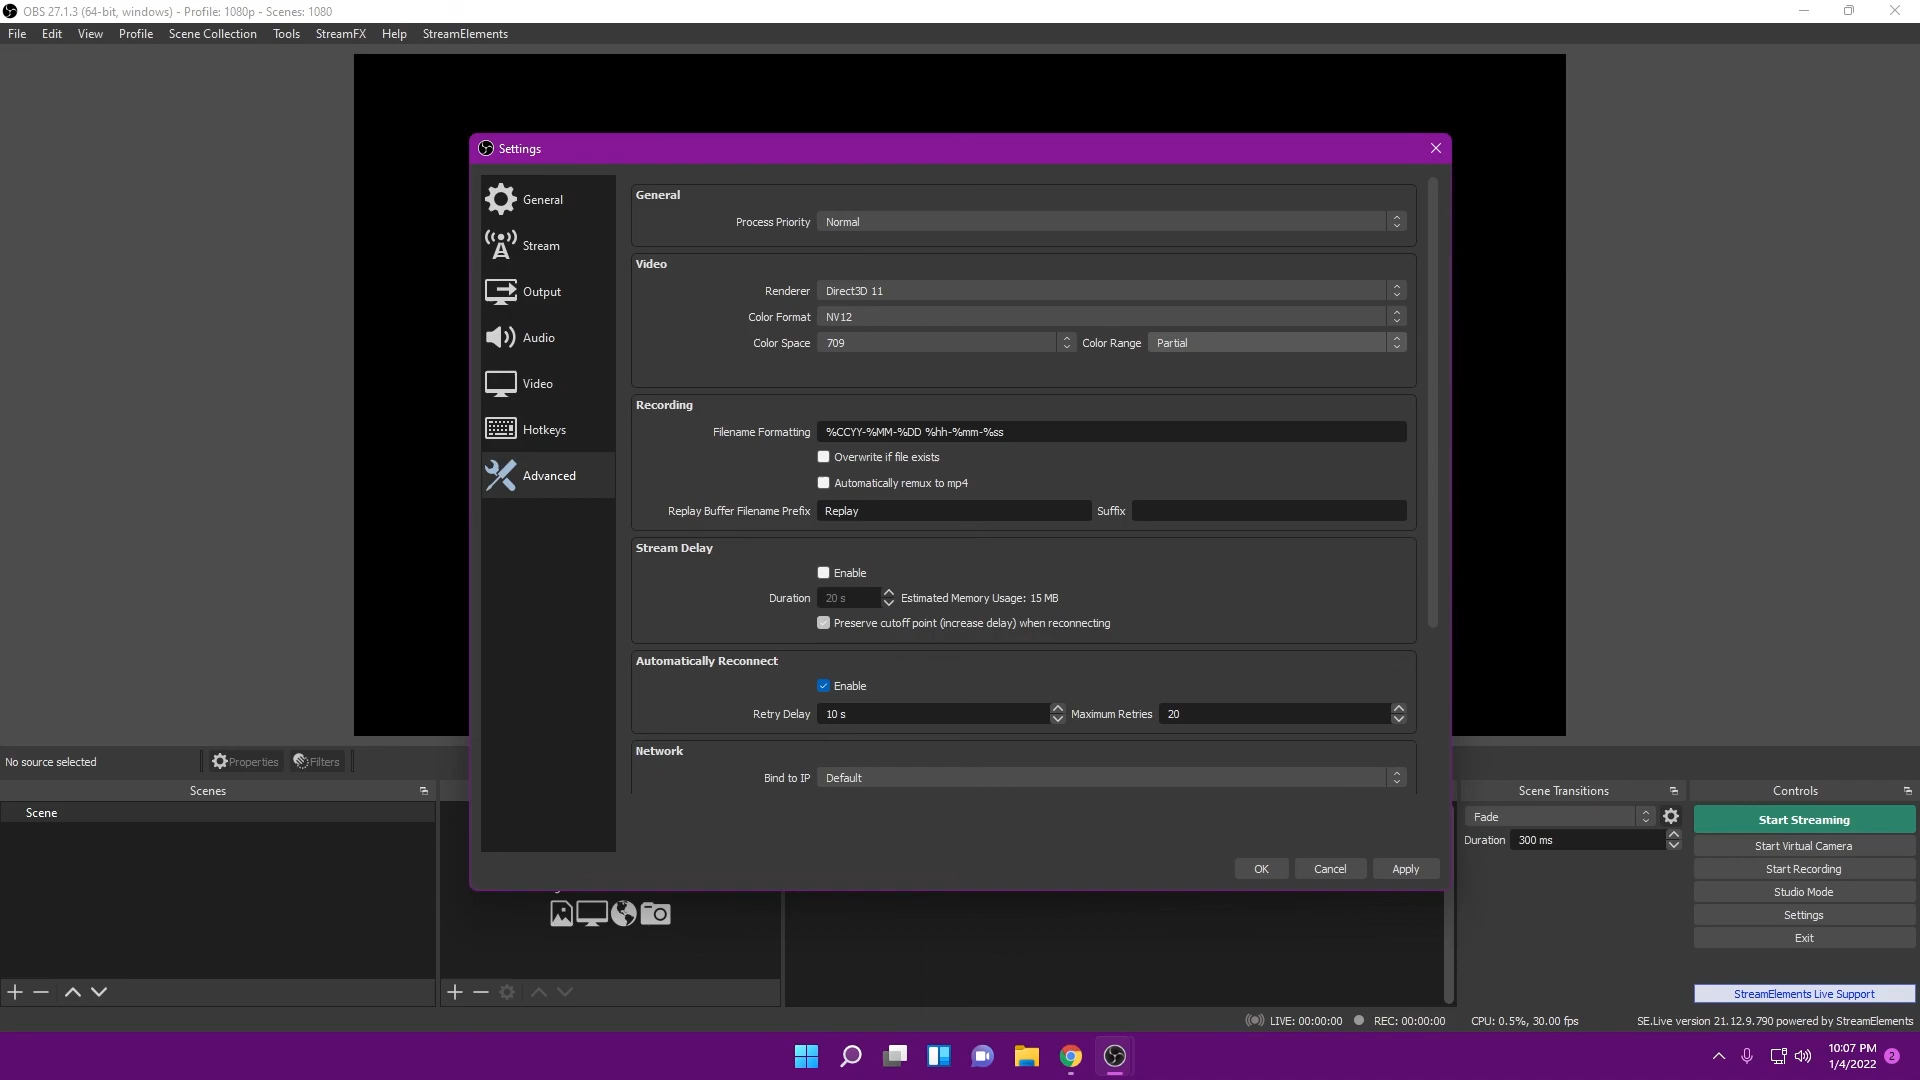 OBS 27.1.3 (64-bit, windows) - Profile: 1080p - Scenes: 1080
File Edit View Profile Scene Collection Tools StreamFX Help StreamElements
Settings
General
Stream
Output
Audio
Video
Hotkeys
Advanced
General
Process Priority Normal
Video
Renderer Direct3D 11
Color Format NV12
Color Space 709 Color Range Partial
Recording
Filename Formatting %CCYY-%MM-%DD %hh-%mm-%ss
Overwrite if file exists
Automatically remux to mp4
Replay Buffer Filename Prefix Replay Suffix
Stream Delay
Enable
Duration 20 s Estimated Memory Usage: 15 MB
Preserve cutoff point (increase delay) when reconnecting
Automatically Reconnect
Enable
Retry Delay 10 s Maximum Retries 20
Network
Bind to IP Default
OK Cancel Apply
No source selected Properties Filters
Scenes
Scene
Scene Transitions
Fade
Duration 300 ms
Controls
Start Streaming
Start Virtual Camera
Start Recording
Studio Mode
Settings
Exit
StreamElements Live Support
LIVE: 00:00:00 REC: 00:00:00 CPU: 0.5%, 30.00 fps SE.Live version 21.12.9.790 powered by StreamElements
10:07 PM
1/4/2022
2